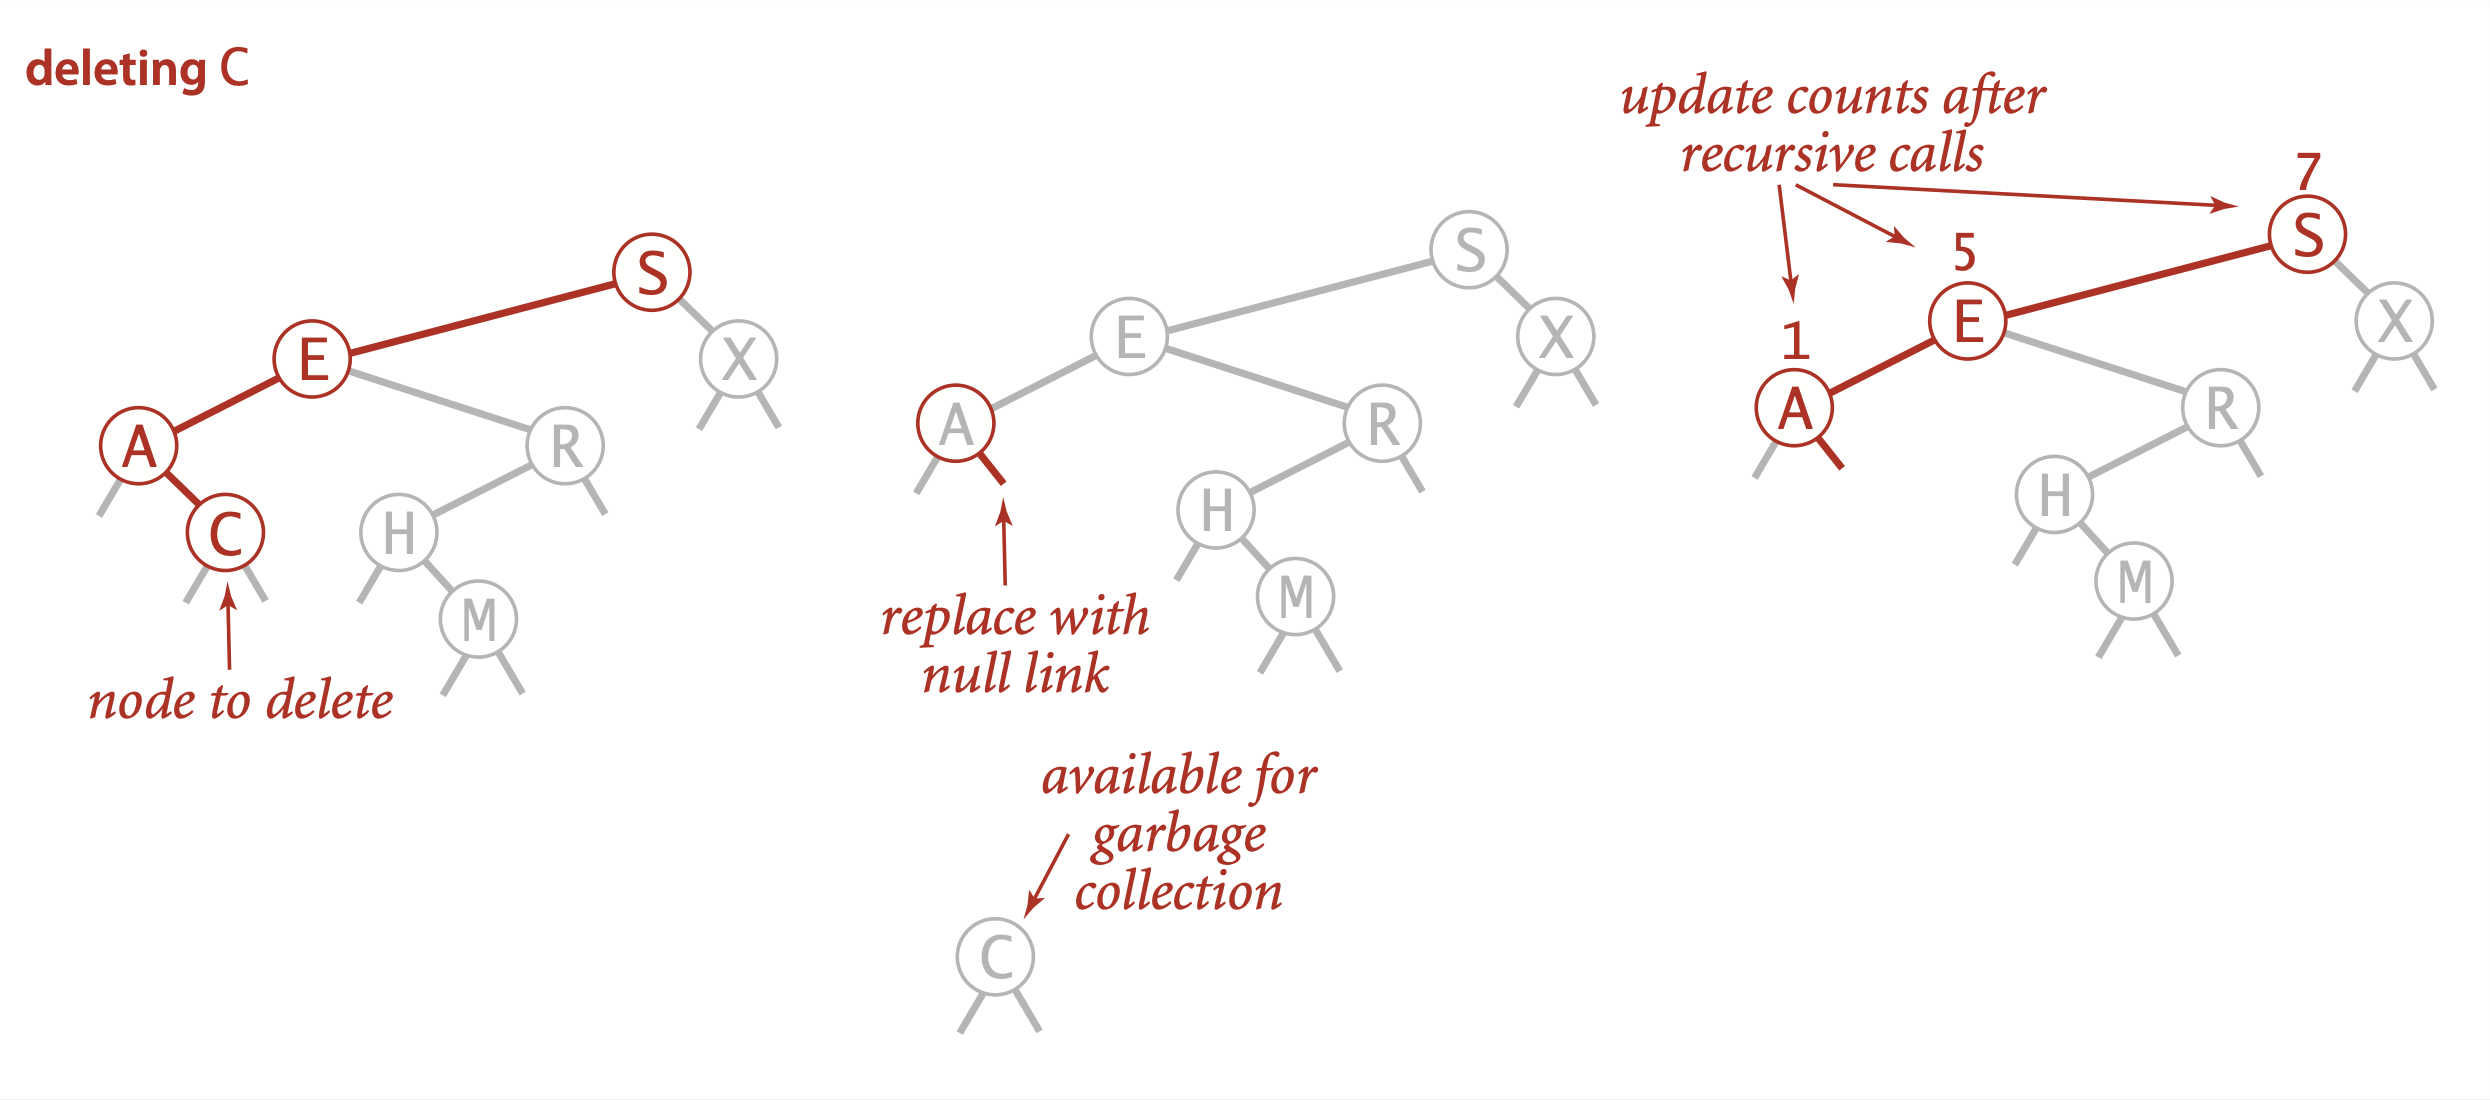 deleting C
S
E
X
A
R
C
H
M
node to delete
S
E
X
A
R
H
M
replace with
null link
available for
garbage
collection
C
update counts after
recursive calls
7
S
5
E
X
1
A
R
H
M